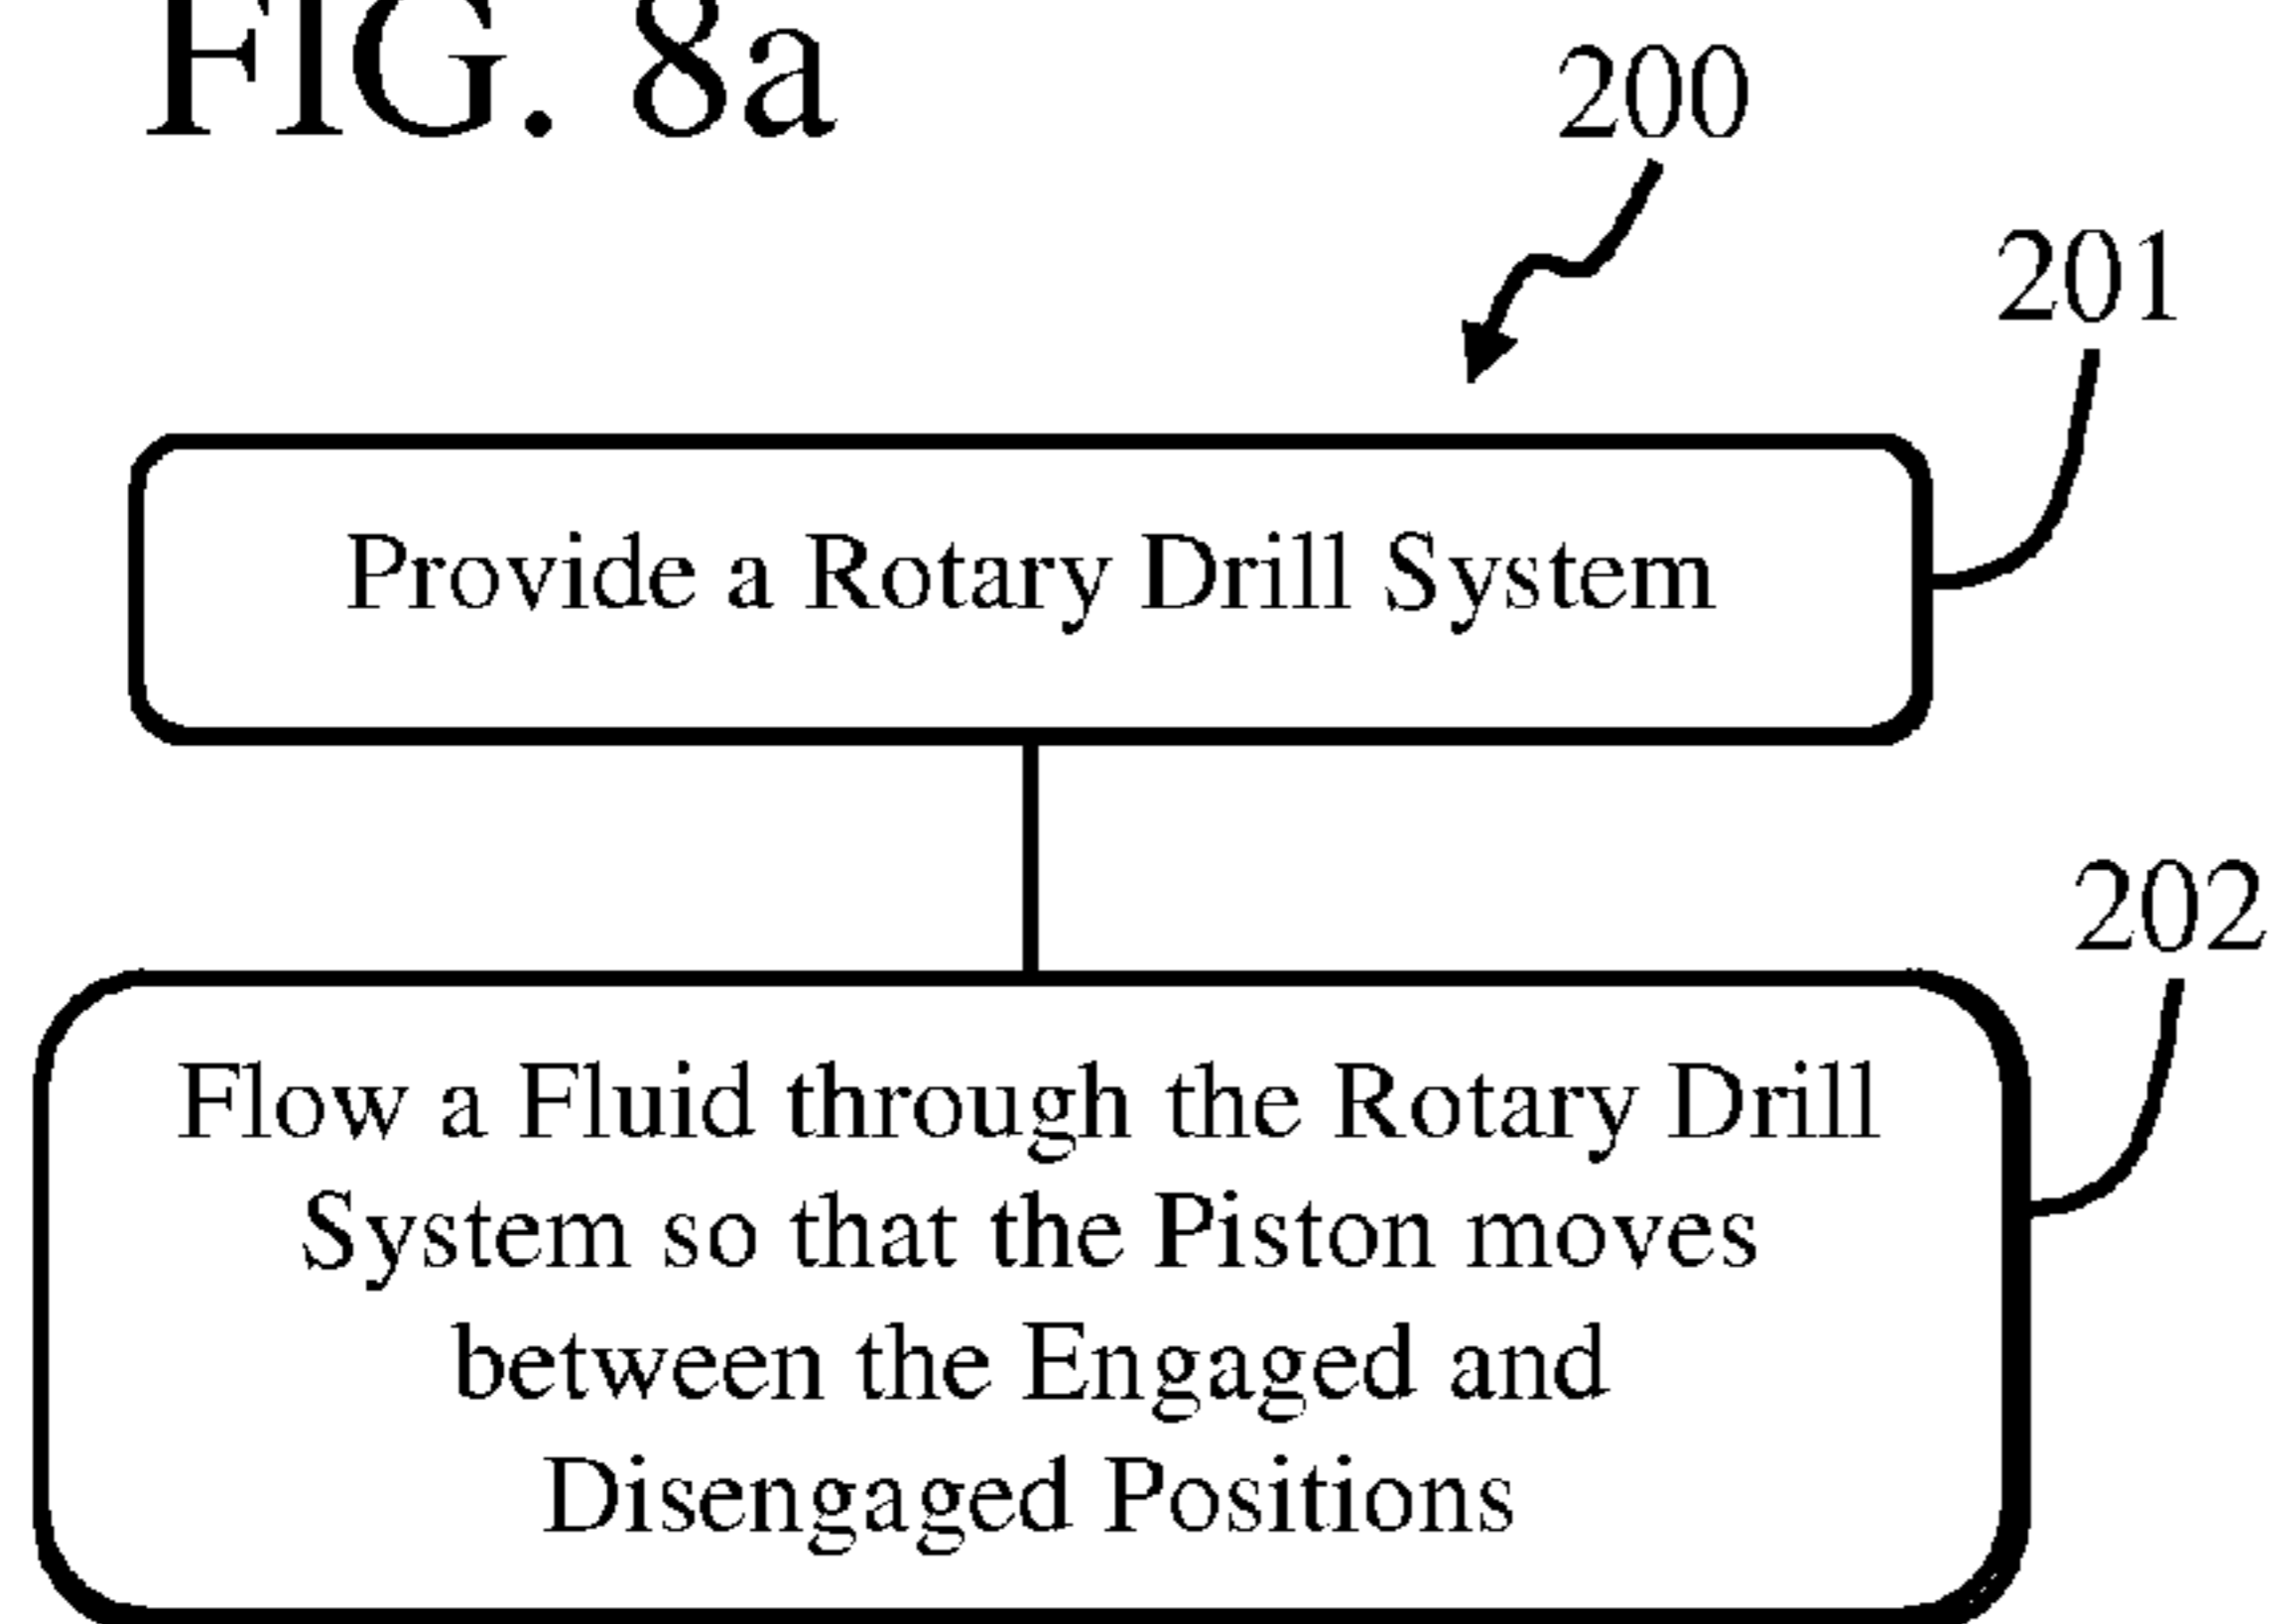 FIG. 8a
200
201
Provide a Rotary Drill System
202
Flow a Fluid through the Rotary Drill
System so that the Piston moves
between the Engaged and
Disengaged Positions